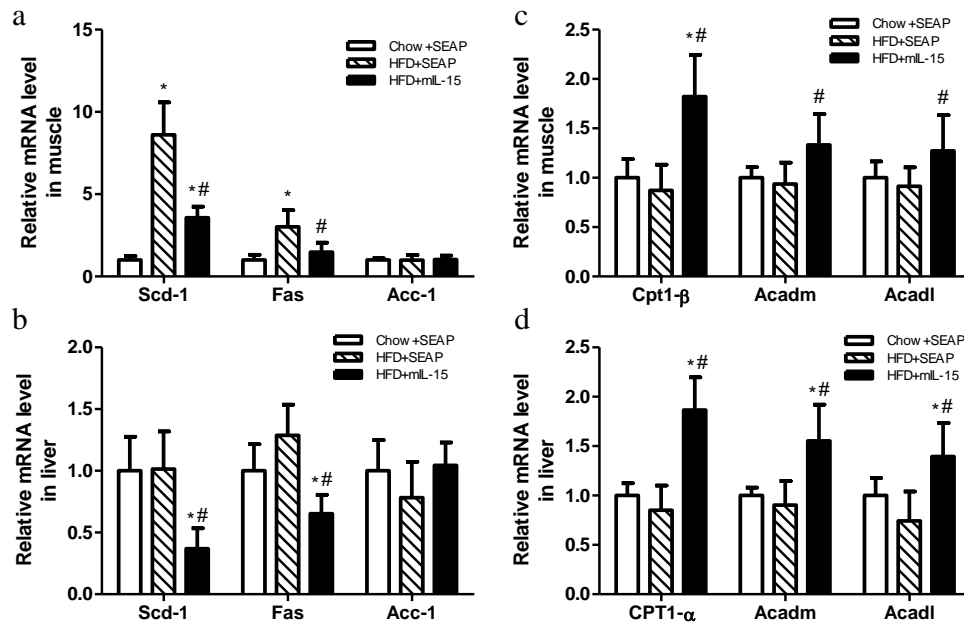 a
Relative mRNA level
in muscle
15
10
5
0
Chow +SEAP
HFD+SEAP
HFD+mIL-15
*
*#
*
#
Scd-1 Fas Acc-1
b
Relative mRNA level
in liver
2.0
1.5
1.0
0.5
0.0
Chow +SEAP
HFD+SEAP
HFD+mIL-15
*#
*#
Scd-1 Fas Acc-1
c
Relative mRNA level
in muscle
2.5
2.0
1.5
1.0
0.5
0.0
Chow +SEAP
HFD+SEAP
HFD+mIL-15
*#
#
#
Cpt1-β Acadm Acadl
d
Relative mRNA level
in liver
2.5
2.0
1.5
1.0
0.5
0.0
Chow +SEAP
HFD+SEAP
HFD+mIL-15
*#
*#
*#
CPT1-α Acadm Acadl